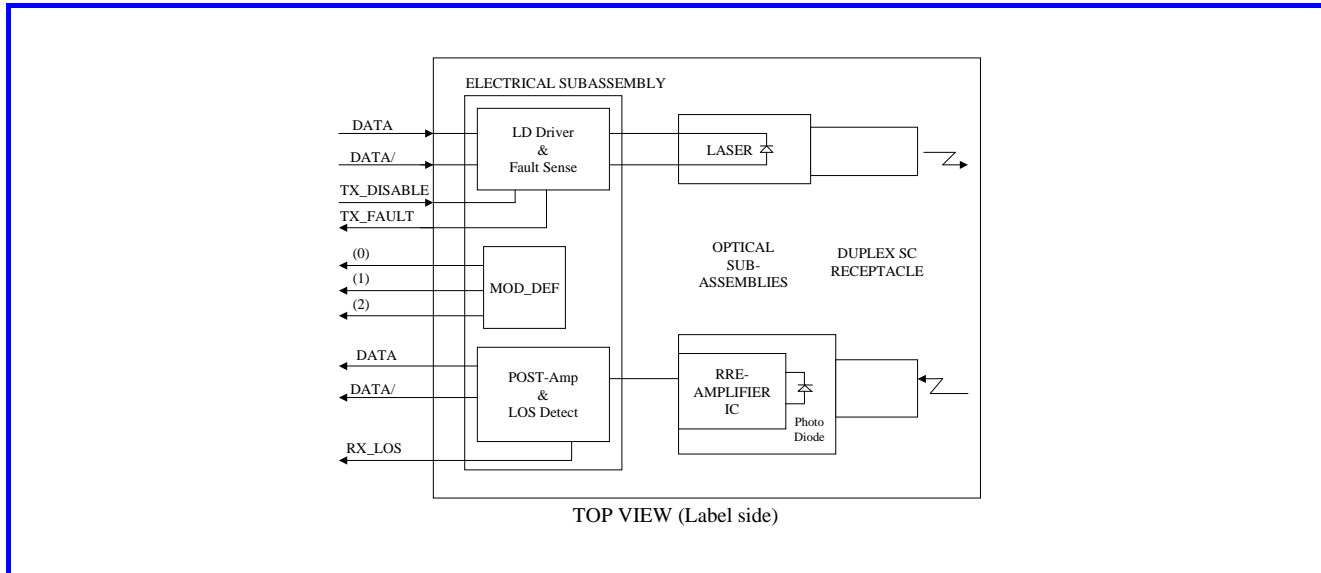 ELECTRICAL SUBASSEMBLY
DATA
DATA/
TX_DISABLE
TX_FAULT
LD Driver
&
Fault Sense
LASER
(0)
(1)
(2)
MOD_DEF
OPTICAL
SUB-
ASSEMBLIES
DUPLEX SC
RECEPTACLE
DATA
DATA/
RX_LOS
POST-Amp
&
LOS Detect
RRE-
AMPLIFIER
IC
Photo
Diode
TOP VIEW (Label side)